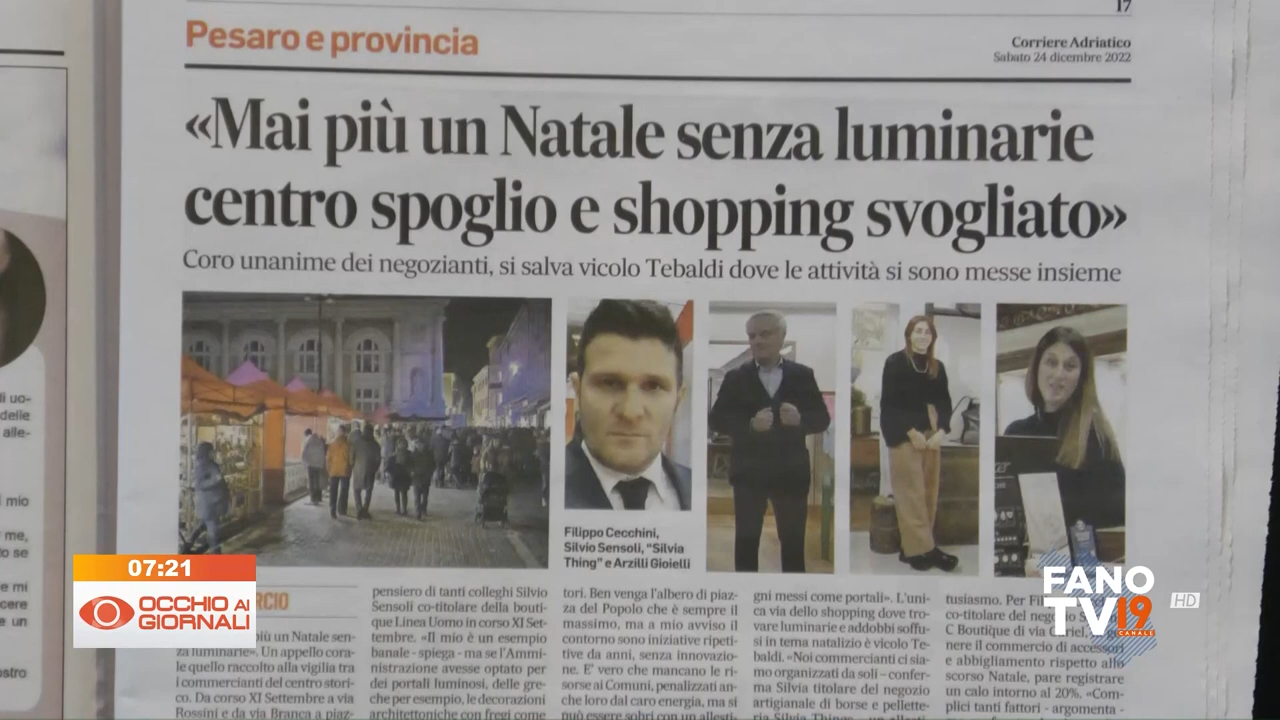 17
Pesaro e provincia
Corriere Adriatico
Sabato 24 dicembre 2022
«Mai più un Natale senza luminarie
centro spoglio e shopping svogliato»
Coro unanime dei negozianti, si salva vicolo Tebaldi dove le attività si sono messe insieme
Filippo Cecchini,
Silvio Sensoli, "Silvia
Thing" e Arzilli Gioielli
più un Natale sen-
za luminarie". Un appello cora-
le quello raccolto alla vigilia tra
i commercianti del centro stori-
co. Da corso XI Settembre a via
Rossini e da via Branca a piaz-
pensiero di tanti colleghi Silvio
Sensoli co-titolare della bouti-
que Linea Uomo in corso XI Set-
tembre. «Il mio è un esempio
banale - spiega - ma se l'Ammi-
nistrazione avesse optato per
dei portali luminosi, delle gre-
che per esempio, le decorazioni
architettoniche con fregi come
tori. Ben venga l'albero di piaz-
za del Popolo che è sempre il
massimo, ma a mio avviso il
contorno sono iniziative ripeti-
tive da anni, senza innovazio-
ne. E' vero che mancano le ri-
sorse ai Comuni, penalizzati an-
che loro dal caro energia, ma si
può essere sobri con un allesti-
gni messi come portali». L'uni-
ca via dello shopping dove tro-
vare luminarie e addobbi soffu-
si in tema natalizio è vicolo Te-
baldi. «Noi commercianti ci sia-
mo organizzati da soli – confer-
ma Silvia titolare del negozio
artigianale di borse e pellette-
tusiasmo. Per
co-titolare del
C Boutique di via
nere il commercio di accessori
e abbigliamento rispetto allo
scorso Natale, pare registrare
un calo intorno al 20%. «Com-
plici tanti fattori - argomenta -
07:21
OCCHIO AI
GIORNALI
FANO
TV19
CANALE
HD